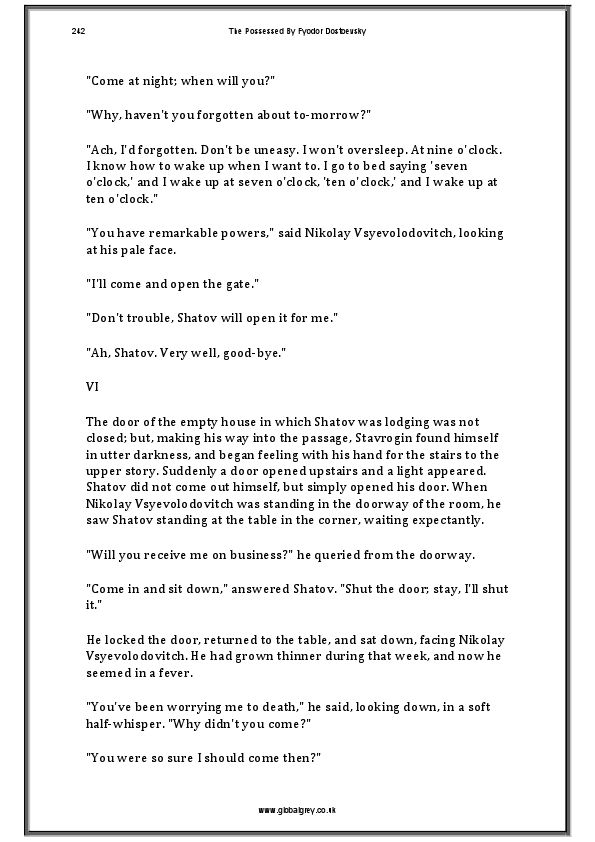 242
The Possessed By Fyodor Dostoevsky
"Come at night; when will you?"
"Why, haven't you forgotten about to-morrow?"
"Ach, I'd forgotten. Don't be uneasy. I won't oversleep. At nine o'clock.
I know how to wake up when I want to. I go to bed saying 'seven
o'clock,' and I wake up at seven o'clock, 'ten o'clock,' and I wake up at
ten o'clock."
"You have remarkable powers," said Nikolay Vsyevolodovitch, looking
at his pale face.
"I'll come and open the gate."
"Don't trouble, Shatov will open it for me."
"Ah, Shatov. Very well, good-bye."
VI
The door of the empty house in which Shatov was lodging was not
closed; but, making his way into the passage, Stavrogin found himself
in utter darkness, and began feeling with his hand for the stairs to the
upper story. Suddenly a door opened upstairs and a light appeared.
Shatov did not come out himself, but simply opened his door. When
Nikolay Vsyevolodovitch was standing in the doorway of the room, he
saw Shatov standing at the table in the corner, waiting expectantly.
"Will you receive me on business?" he queried from the doorway.
"Come in and sit down," answered Shatov. "Shut the door; stay, I'll shut
it."
He locked the door, returned to the table, and sat down, facing Nikolay
Vsyevolodovitch. He had grown thinner during that week, and now he
seemed in a fever.
"You've been worrying me to death," he said, looking down, in a soft
half-whisper. "Why didn't you come?"
"You were so sure I should come then?"
www.globalgrey.co.uk